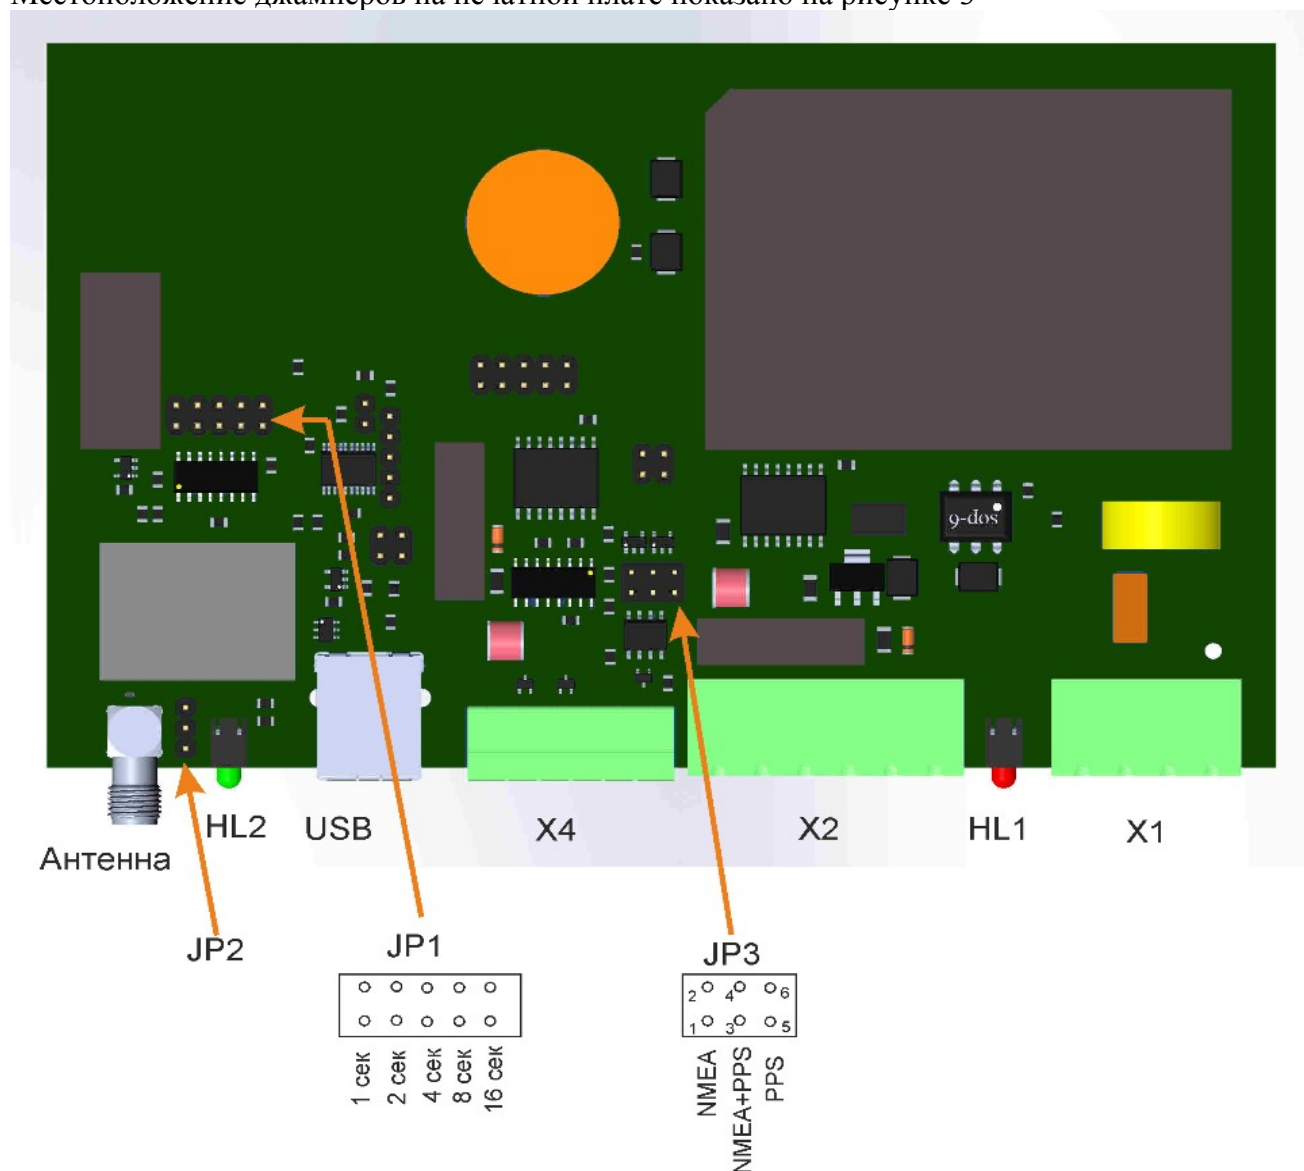 Местоположение джамперов на печатной плате показано на рисунке 3
9-dos
HL2
USB
X4
X2
HL1
X1
Антенна
JP2
JP1
JP3
2 4 6
1 3 5
1 сек
2 сек
4 сек
8 сек
16 сек
NMEA
NMEA+PPS
PPS